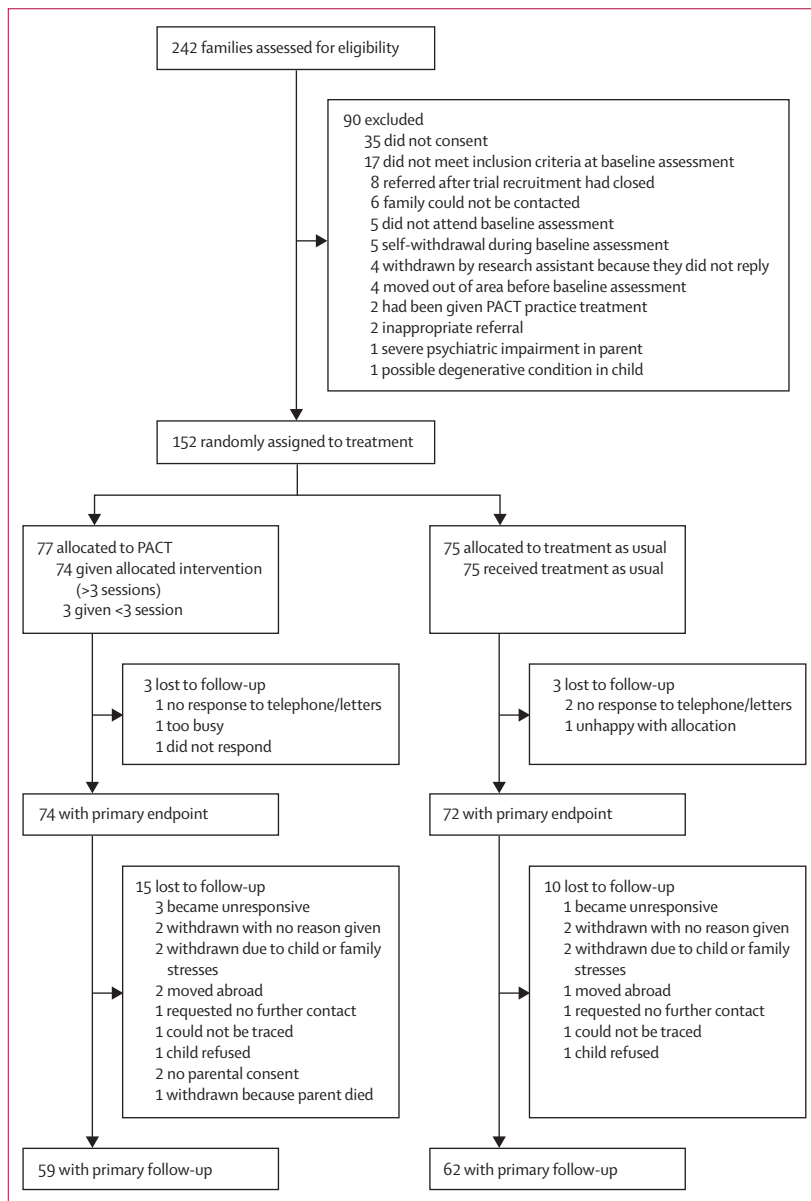 242 families assessed for eligibility
90 excluded
35 did not consent
17 did not meet inclusion criteria at baseline assessment
8 referred after trial recruitment had closed
6 family could not be contacted
5 did not attend baseline assessment
5 self-withdrawal during baseline assessment
4 withdrawn by research assistant because they did not reply
4 moved out of area before baseline assessment
2 had been given PACT practice treatment
2 inappropriate referral
1 severe psychiatric impairment in parent
1 possible degenerative condition in child
152 randomly assigned to treatment
77 allocated to PACT
74 given allocated intervention
(>3 sessions)
3 given <3 session
75 allocated to treatment as usual
75 received treatment as usual
3 lost to follow-up
1 no response to telephone/letters
1 too busy
1 did not respond
3 lost to follow-up
2 no response to telephone/letters
1 unhappy with allocation
74 with primary endpoint
72 with primary endpoint
15 lost to follow-up
3 became unresponsive
2 withdrawn with no reason given
2 withdrawn due to child or family
stresses
2 moved abroad
1 requested no further contact
1 could not be traced
1 child refused
2 no parental consent
1 withdrawn because parent died
10 lost to follow-up
1 became unresponsive
2 withdrawn with no reason given
2 withdrawn due to child or family
stresses
1 moved abroad
1 requested no further contact
1 could not be traced
1 child refused
59 with primary follow-up
62 with primary follow-up